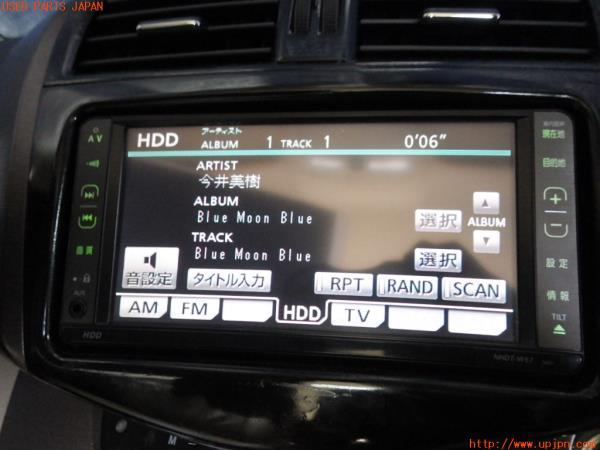 USED PARTS JAPAN
HDD
アーティスト
ALBUM 1 TRACK 1
0'06"
ARTIST
今井美樹
ALBUM
Blue Moon Blue
選択
ALBUM
TRACK
Blue Moon Blue
選択
音設定
タイトル入力
RPT
RAND
SCAN
AM
FM
HDD
TV
AV
音質
AUX
HDD
現在地
目的地
設定
情報
TILT
NHDT-W57
http://www.upjpn.com